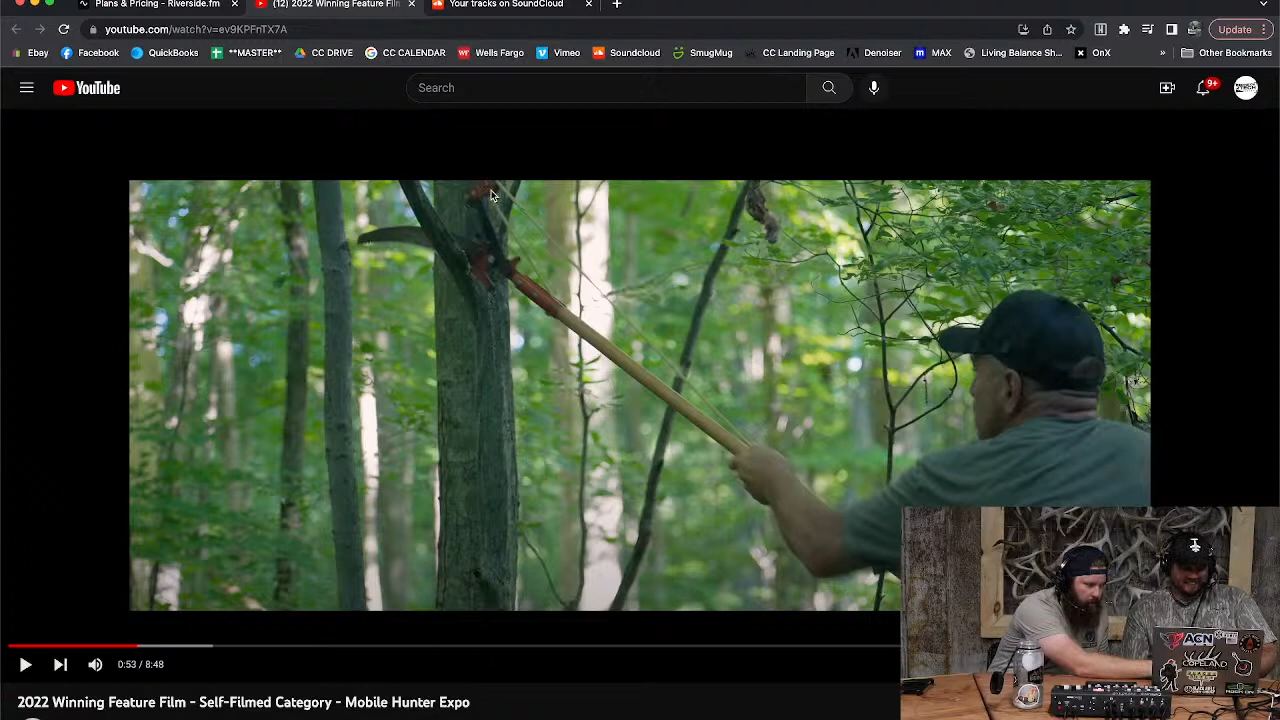 Plans & Pricing - Riverside.fm
(12) 2022 Winning Feature Film
Your tracks on SoundCloud
youtube.com/watch?v=ev9KPFnTX7A
Update
Ebay
Facebook
QuickBooks
**MASTER**
CC DRIVE
CC CALENDAR
Wells Fargo
Vimeo
Soundcloud
SmugMug
CC Landing Page
Denoiser
MAX
Living Balance Sh...
OnX
»
Other Bookmarks
YouTube
Search
9+
0:53 / 8:48
ACN
COPELAND
2022 Winning Feature Film - Self-Filmed Category - Mobile Hunters Expo